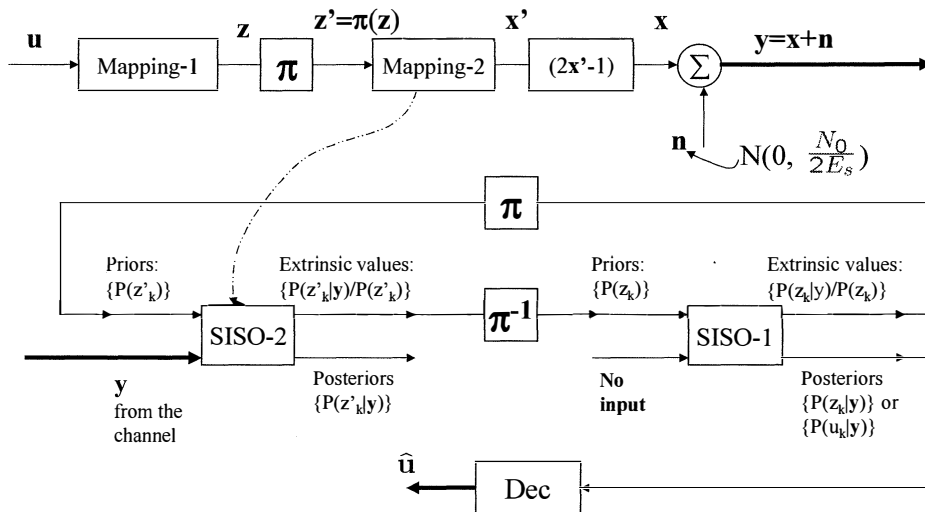 u
Mapping-1
z
π
z'=π(z)
Mapping-2
x'
(2x'-1)
x
Σ
y=x+n
n
N(0, N₀/2Eₛ)
π
Priors:
{P(z'ₖ)}
Extrinsic values:
{P(z'ₖ|y)/P(z'ₖ)}
Priors:
{P(zₖ)}
Extrinsic values:
{P(zₖ|y)/P(zₖ)}
SISO-2
π⁻¹
SISO-1
y
from the
channel
Posteriors
{P(z'ₖ|y)}
No
input
Posteriors
{P(zₖ|y)} or
{P(uₖ|y)}
û
Dec